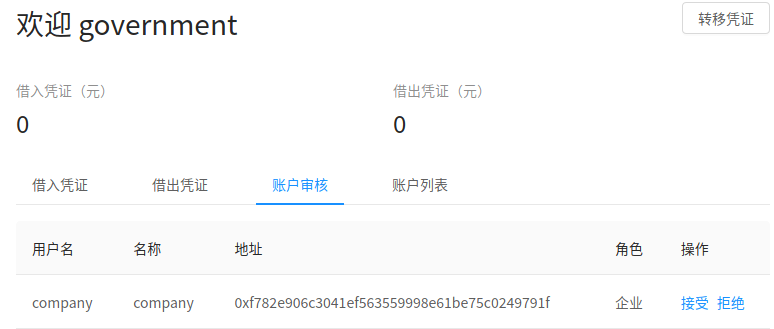 欢迎 government
转移凭证
借入凭证（元）
借出凭证（元）
0
0
借入凭证 借出凭证 账户审核 账户列表
用户名 名称 地址 角色 操作
company company 0xf782e906c3041ef563559998e61be75c0249791f 企业 接受 拒绝